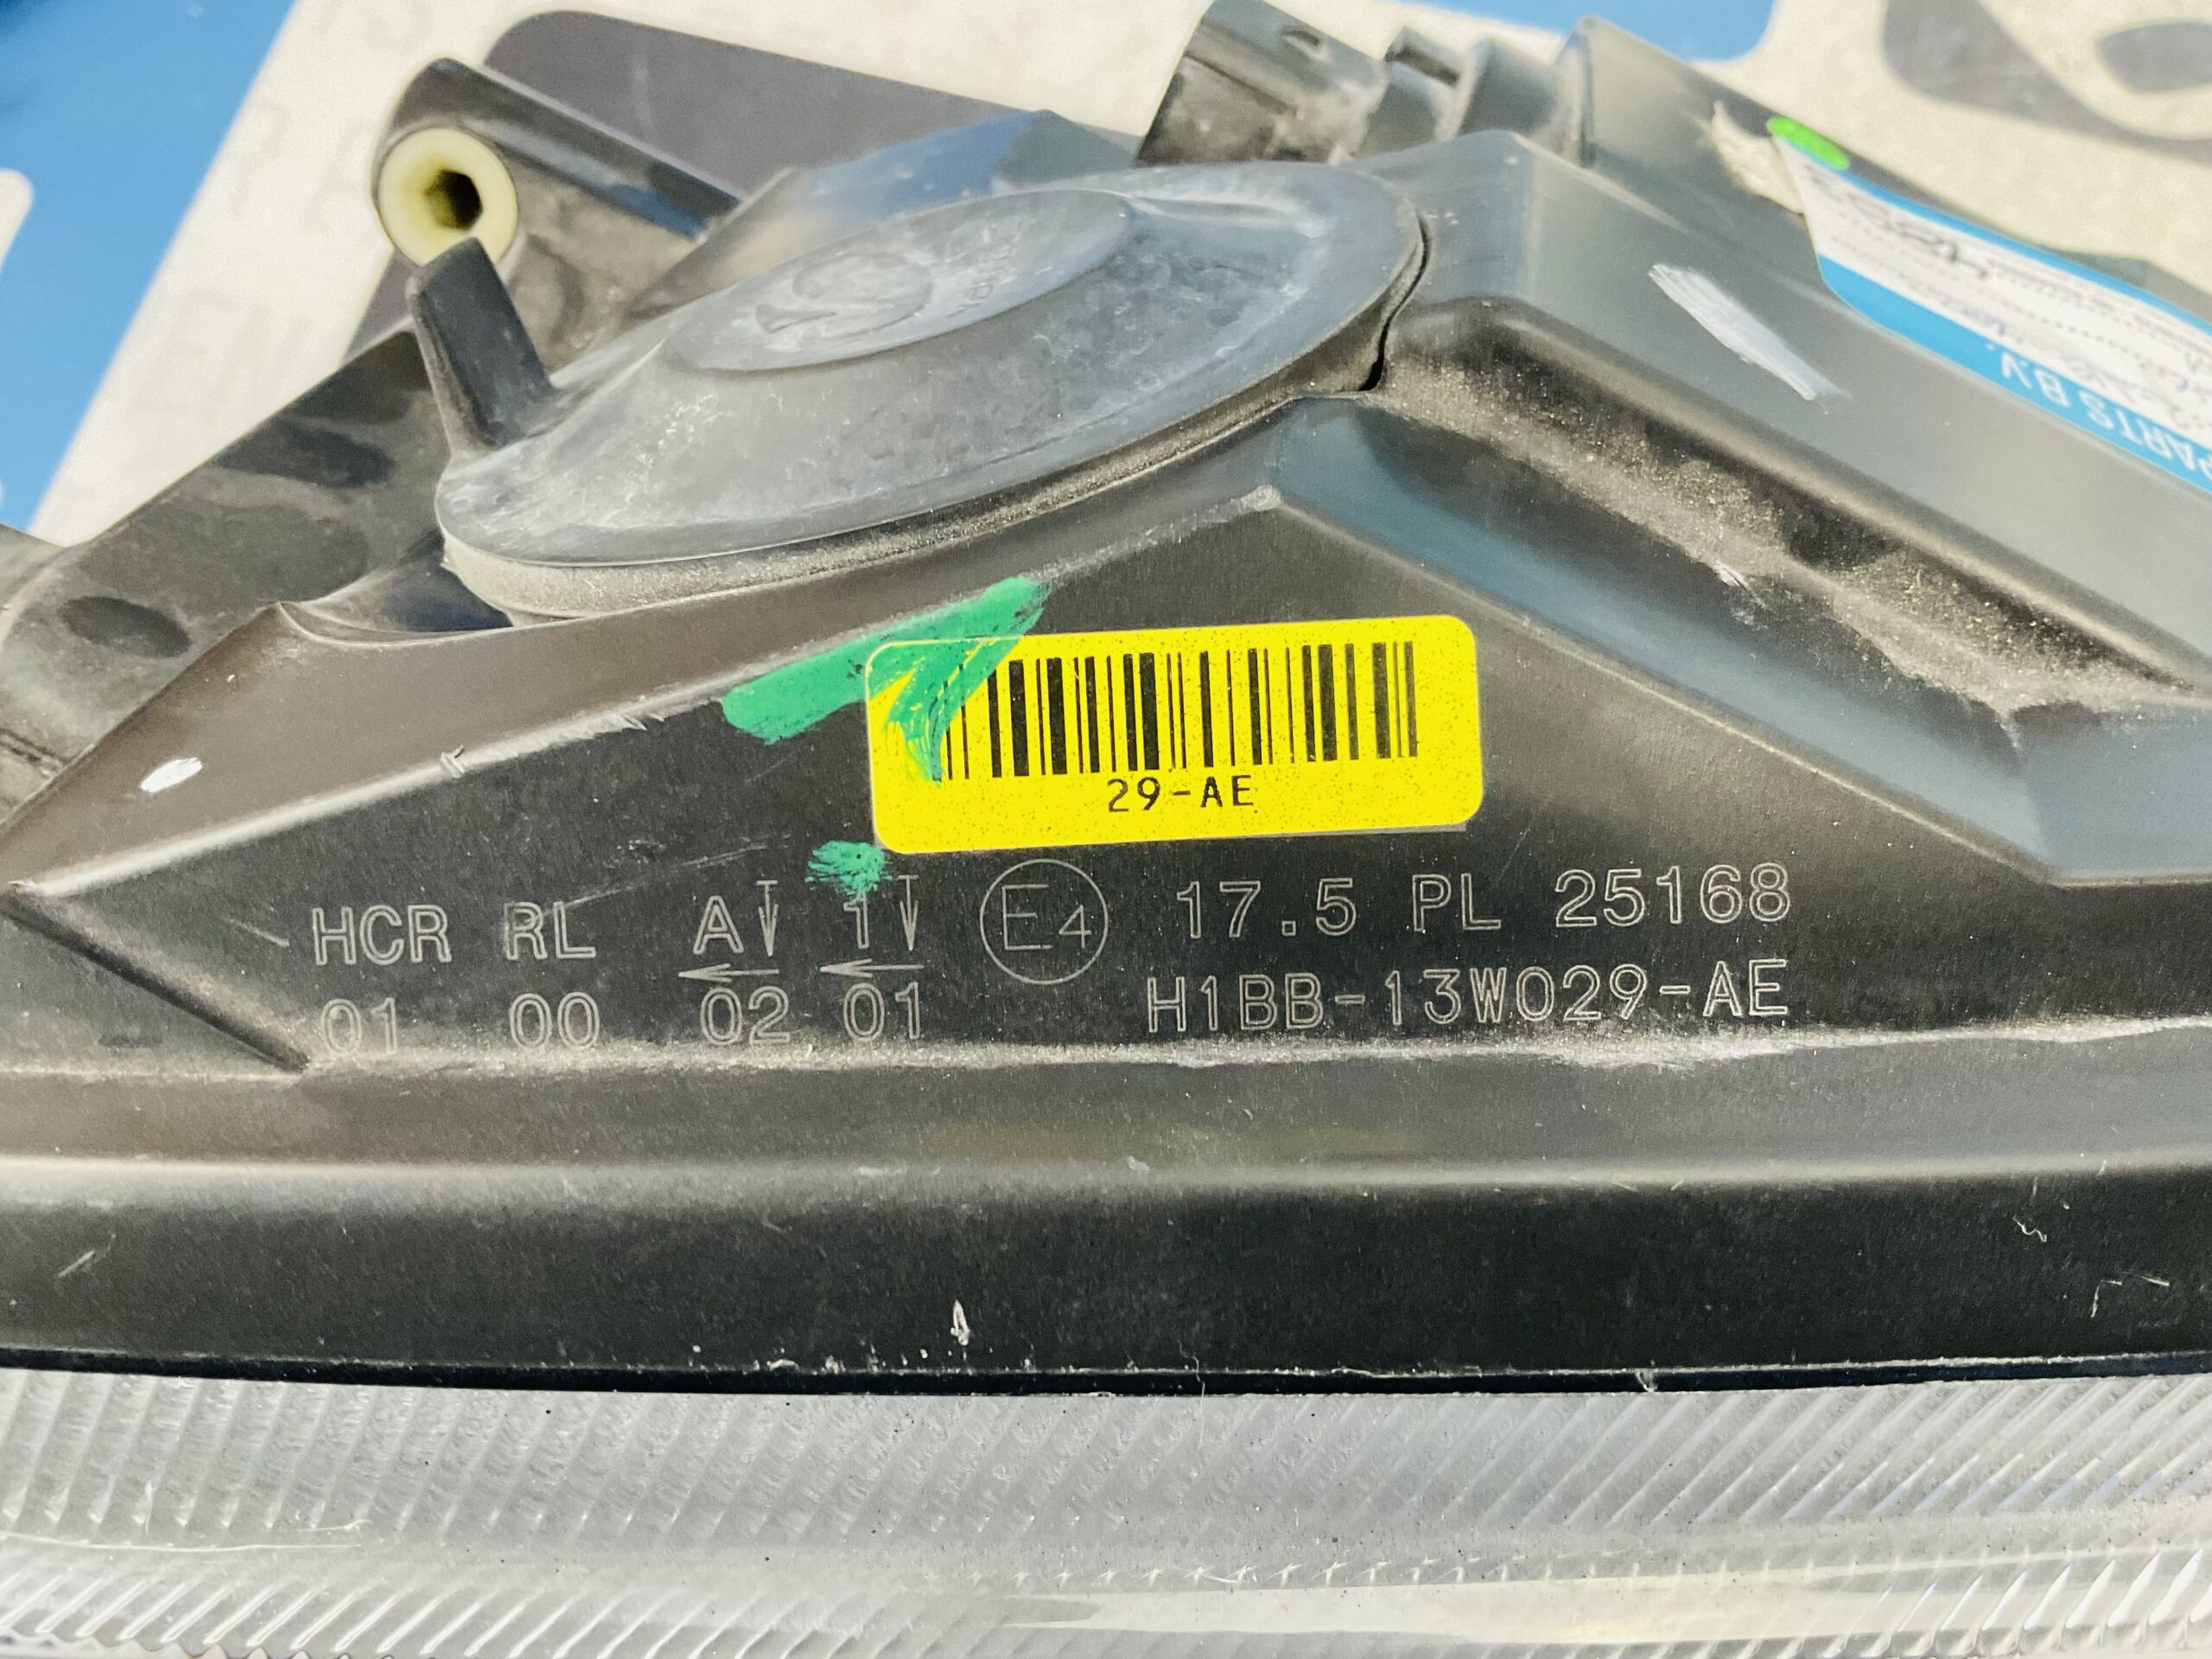 PARTS B.V.
29-AE
HCR RL A 1 E4 17.5 PL 25168
01 00 02 01 H1BB-13W029-AE